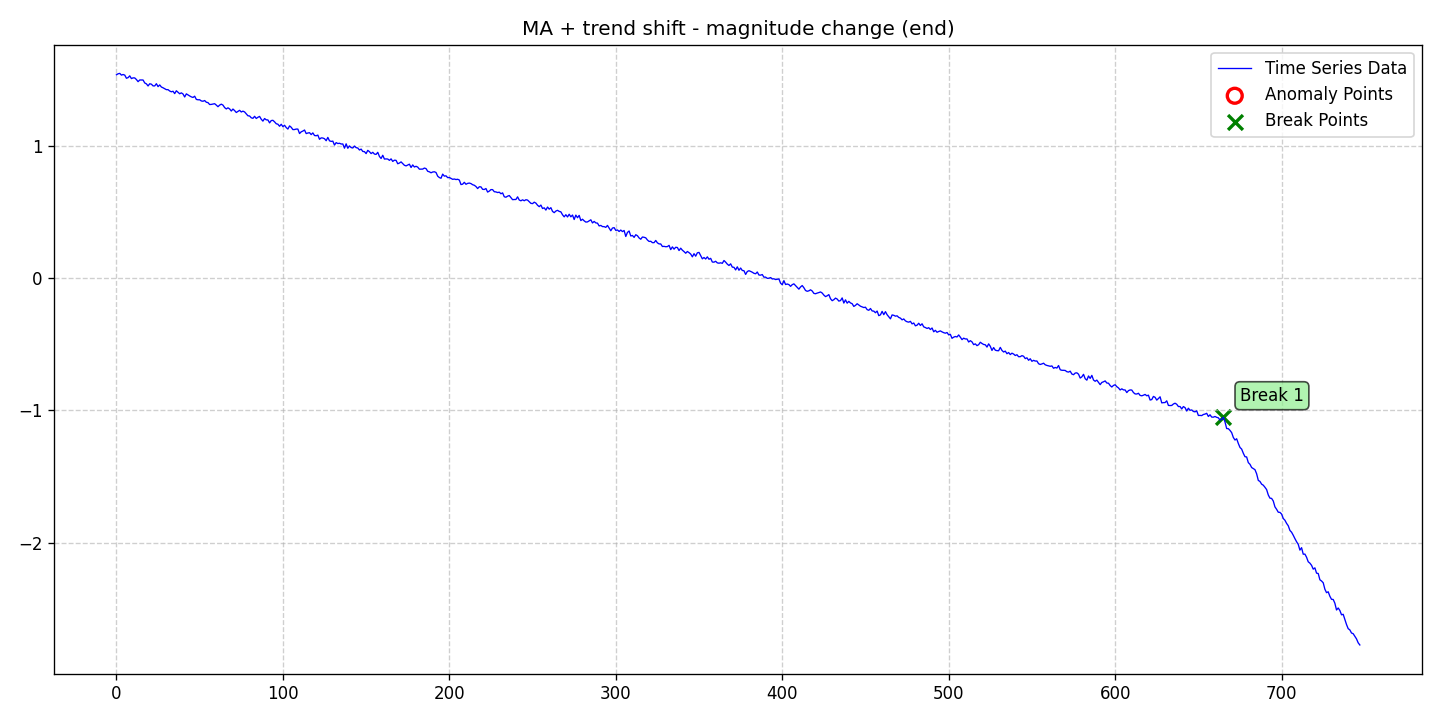 MA + trend shift - magnitude change (end)
Time Series Data
Anomaly Points
Break Points
Break 1
1
0
−1
−2
0 100 200 300 400 500 600 700